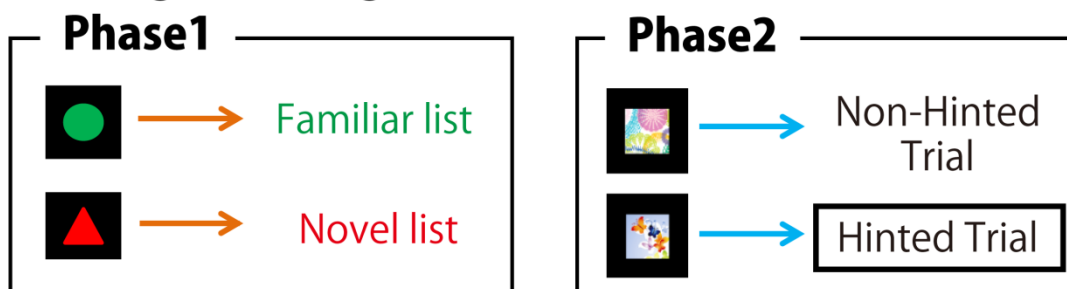 Phase1
Familiar list
Novel list
Phase2
Non-Hinted
Trial
Hinted Trial